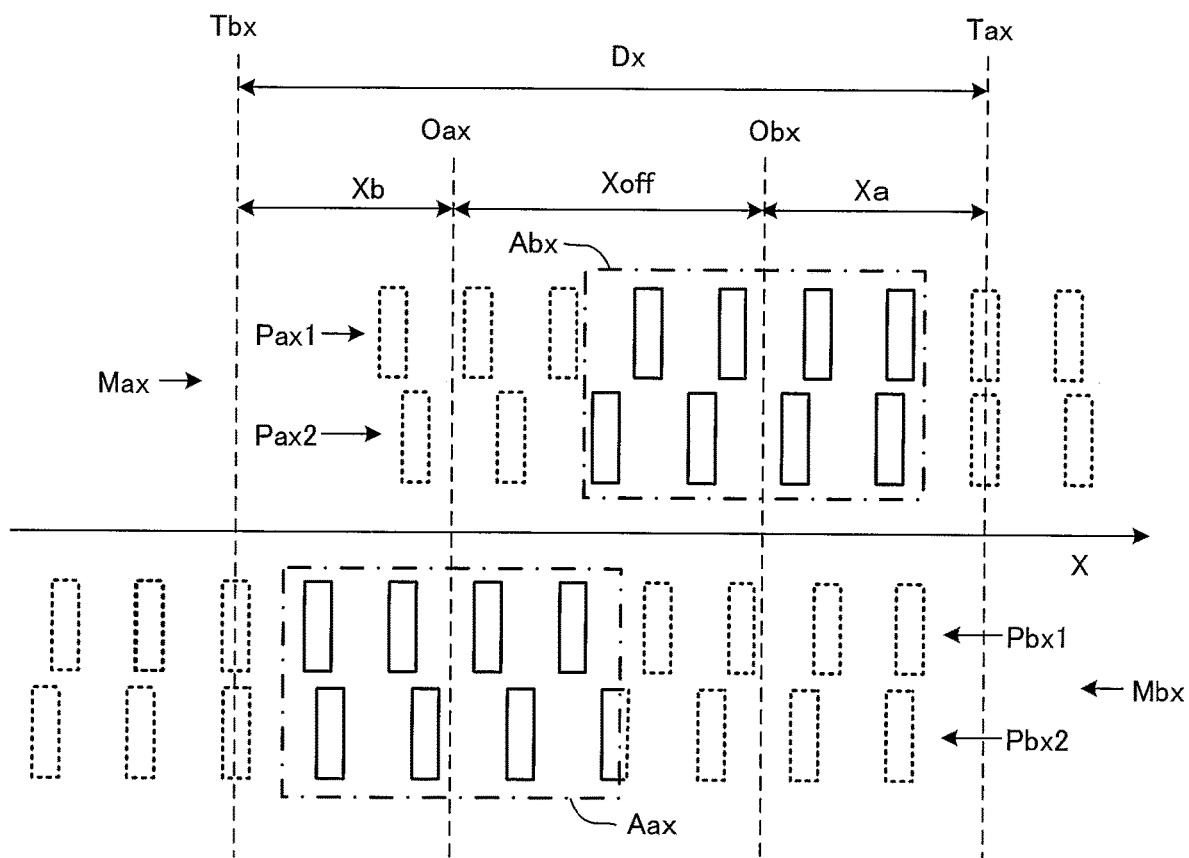 Tbx
Tax
Dx
Oax
Obx
Xb
Xoff
Xa
Abx
Pax1
Max
Pax2
X
Pbx1
Mbx
Pbx2
Aax